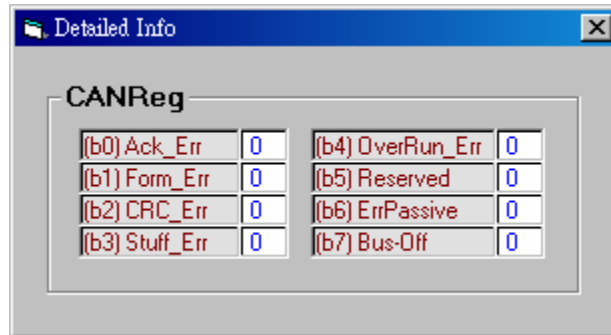 Detailed Info
CANReg
(b0) Ack_Err 0 (b4) OverRun_Err 0
(b1) Form_Err 0 (b5) Reserved 0
(b2) CRC_Err 0 (b6) ErrPassive 0
(b3) Stuff_Err 0 (b7) Bus-Off 0